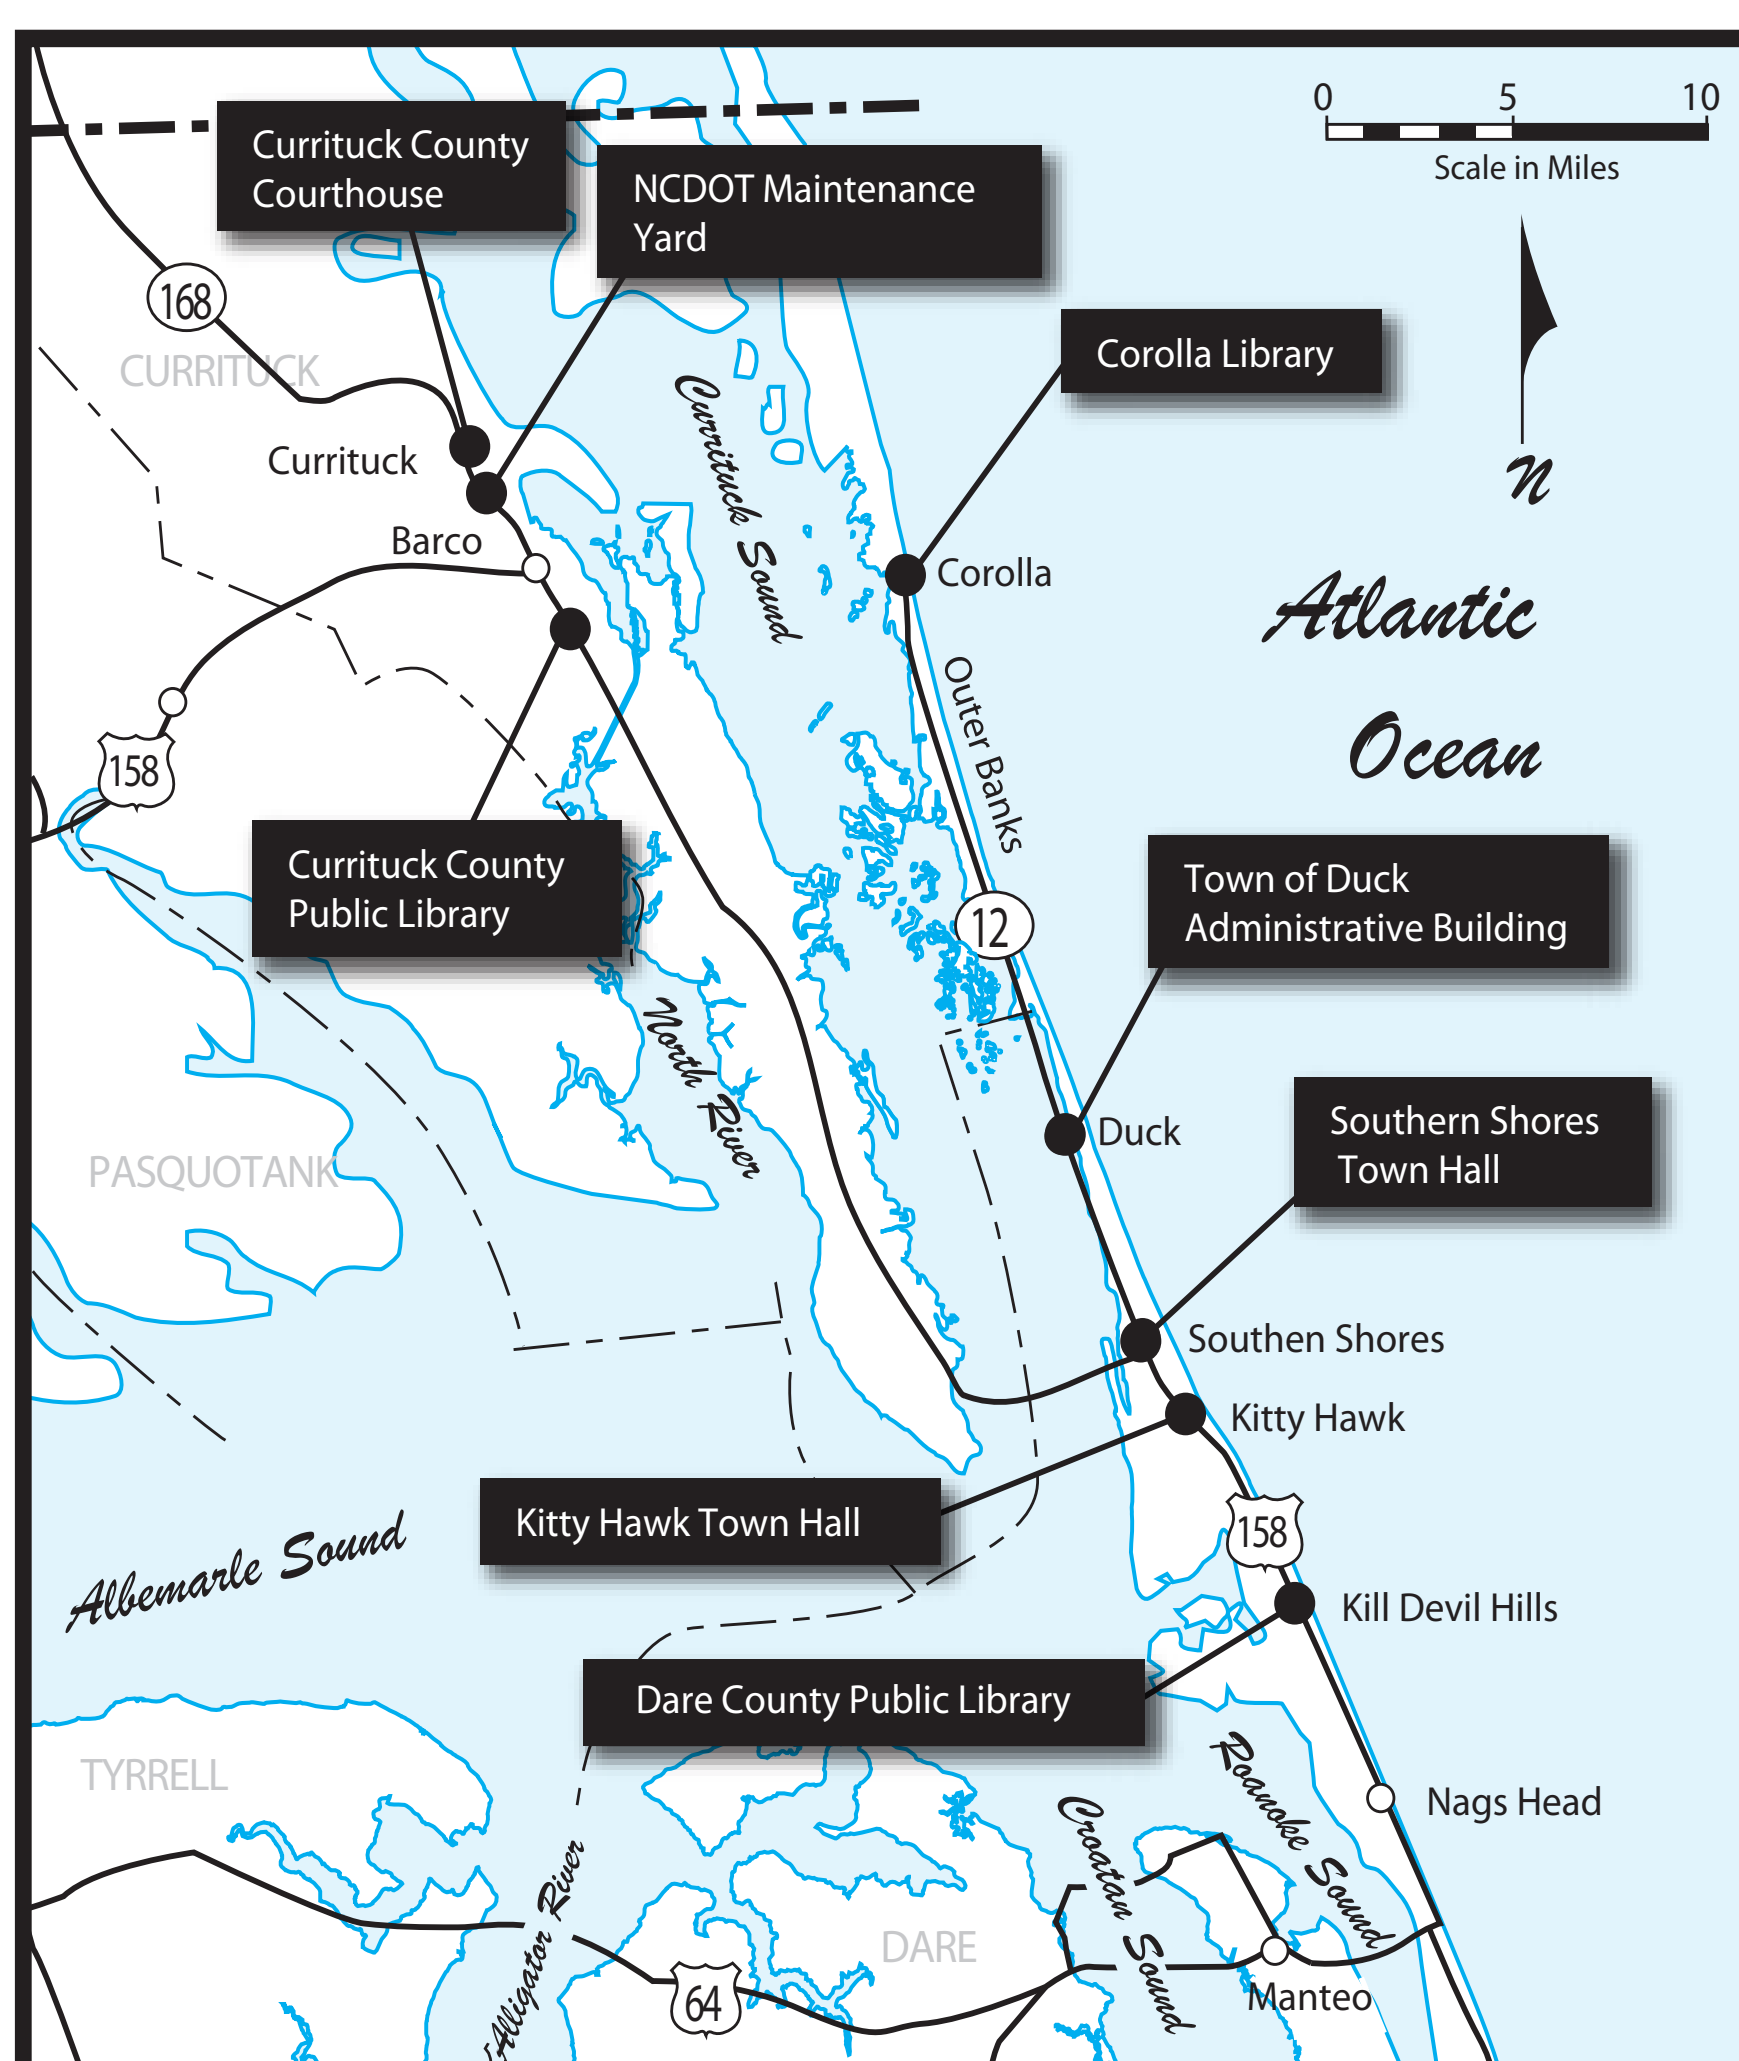 0 5 10
Scale in Miles
Currituck County
Courthouse
NCDOT Maintenance
Yard
168
CURRITUCK
Corolla Library
N
Currituck
Currituck Sound
Barco
Corolla
Atlantic
Ocean
Outer Banks
158
Currituck County
Public Library
12
Town of Duck
Administrative Building
North River
Duck
Southern Shores
Town Hall
PASQUOTANK
Southen Shores
Kitty Hawk
Kitty Hawk Town Hall
158
Albemarle Sound
Kill Devil Hills
Dare County Public Library
TYRRELL
Roanoke Sound
Nags Head
Croatan Sound
Alligator River
DARE
64
Manteo